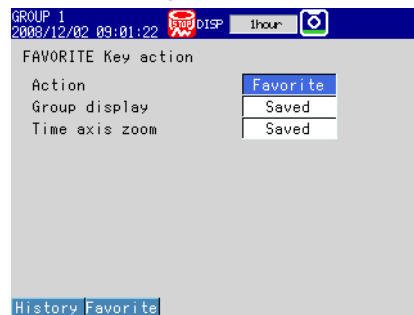 GROUP 1
2008/12/02 09:01:22 STOP DISP 1hour
FAVORITE Key action
Action Favorite
Group display Saved
Time axis zoom Saved
History Favorite